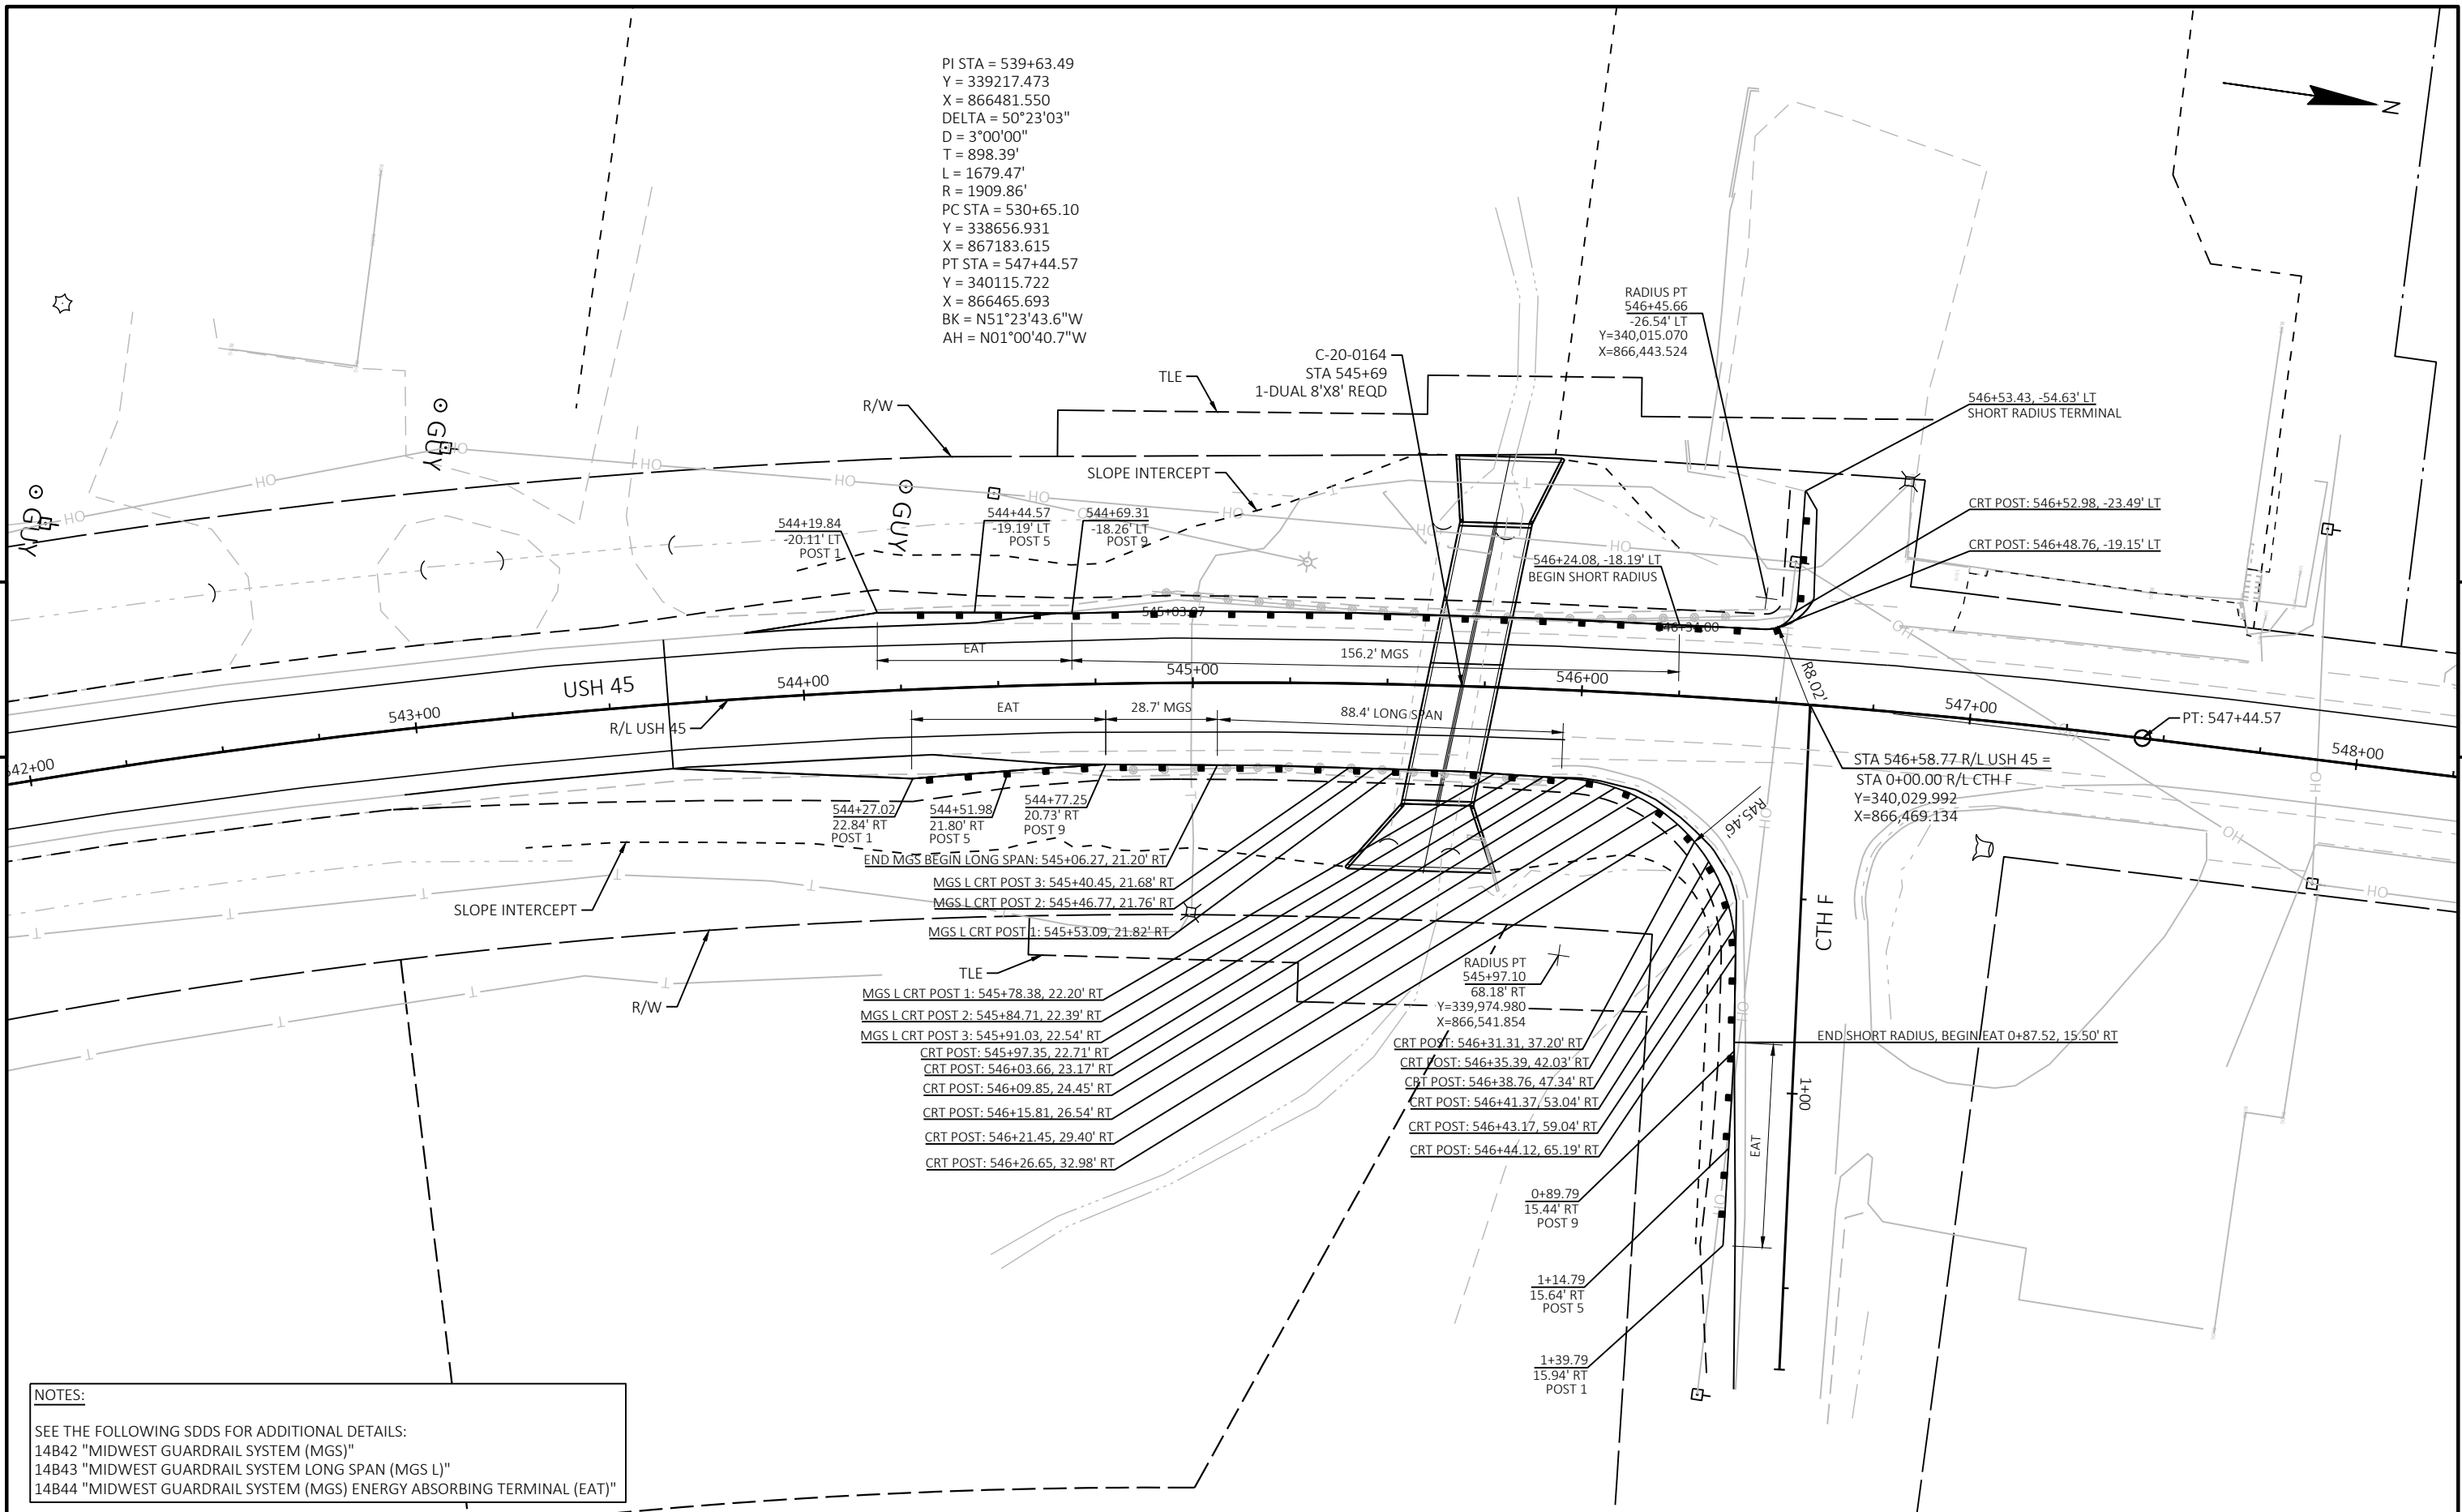 PI STA = 539+63.49
Y = 339217.473
X = 866481.550
DELTA = 50°23'03"
D = 3°00'00"
T = 898.39'
L = 1679.47'
R = 1909.86'
PC STA = 530+65.10
Y = 338656.931
X = 867183.615
PT STA = 547+44.57
Y = 340115.722
X = 866465.693
BK = N51°23'43.6"W
AH = N01°00'40.7"W
N
RADIUS PT
546+45.66
-26.54' LT
Y=340,015.070
X=866,443.524
C-20-0164
STA 545+69
1-DUAL 8'X8' REQD
TLE
R/W
SLOPE INTERCEPT
546+53.43, -54.63' LT
SHORT RADIUS TERMINAL
CRT POST: 546+52.98, -23.49' LT
CRT POST: 546+48.76, -19.15' LT
GUY
GUY
GUY
HO
HO
HO
HO
HO
HO
HO
HO
544+19.84
-20.11' LT
POST 1
544+44.57
-19.19' LT
POST 5
544+69.31
-18.26' LT
POST 9
546+24.08, -18.19' LT
BEGIN SHORT RADIUS
545+03.07
EAT
156.2' MGS
R8.02'
USH 45
R/L USH 45
542+00
543+00
544+00
545+00
546+00
547+00
548+00
PT: 547+44.57
EAT
28.7' MGS
88.4' LONG SPAN
STA 546+58.77 R/L USH 45 =
STA 0+00.00 R/L CTH F
Y=340,029.992
X=866,469.134
R45.46'
OH
OH
OH
OH
HO
544+27.02
22.84' RT
POST 1
544+51.98
21.80' RT
POST 5
544+77.25
20.73' RT
POST 9
END MGS BEGIN LONG SPAN: 545+06.27, 21.20' RT
MGS L CRT POST 3: 545+40.45, 21.68' RT
MGS L CRT POST 2: 545+46.77, 21.76' RT
MGS L CRT POST 1: 545+53.09, 21.82' RT
SLOPE INTERCEPT
TLE
R/W
MGS L CRT POST 1: 545+78.38, 22.20' RT
MGS L CRT POST 2: 545+84.71, 22.39' RT
MGS L CRT POST 3: 545+91.03, 22.54' RT
CRT POST: 545+97.35, 22.71' RT
CRT POST: 546+03.66, 23.17' RT
CRT POST: 546+09.85, 24.45' RT
CRT POST: 546+15.81, 26.54' RT
CRT POST: 546+21.45, 29.40' RT
CRT POST: 546+26.65, 32.98' RT
RADIUS PT
545+97.10
68.18' RT
Y=339,974.980
X=866,541.854
CRT POST: 546+31.31, 37.20' RT
CRT POST: 546+35.39, 42.03' RT
CRT POST: 546+38.76, 47.34' RT
CRT POST: 546+41.37, 53.04' RT
CRT POST: 546+43.17, 59.04' RT
CRT POST: 546+44.12, 65.19' RT
CTH F
END SHORT RADIUS, BEGIN EAT 0+87.52, 15.50' RT
1+00
EAT
0+89.79
15.44' RT
POST 9
1+14.79
15.64' RT
POST 5
1+39.79
15.94' RT
POST 1
NOTES:
SEE THE FOLLOWING SDDS FOR ADDITIONAL DETAILS:
14B42 "MIDWEST GUARDRAIL SYSTEM (MGS)"
14B43 "MIDWEST GUARDRAIL SYSTEM LONG SPAN (MGS L)"
14B44 "MIDWEST GUARDRAIL SYSTEM (MGS) ENERGY ABSORBING TERMINAL (EAT)"